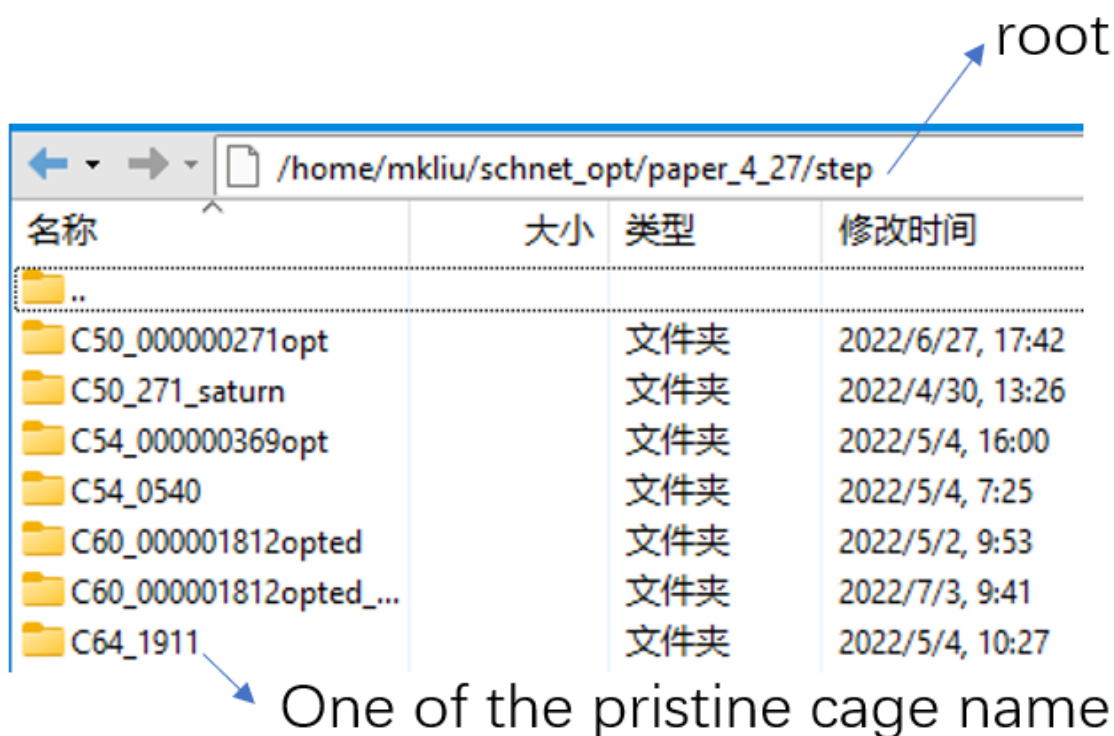 root
/home/mkliu/schnet_opt/paper_4_27/step
名称 大小 类型 修改时间
..
C50_000000271opt 文件夹 2022/6/27, 17:42
C50_271_saturn 文件夹 2022/4/30, 13:26
C54_000000369opt 文件夹 2022/5/4, 16:00
C54_0540 文件夹 2022/5/4, 7:25
C60_000001812opted 文件夹 2022/5/2, 9:53
C60_000001812opted_... 文件夹 2022/7/3, 9:41
C64_1911 文件夹 2022/5/4, 10:27
One of the pristine cage name